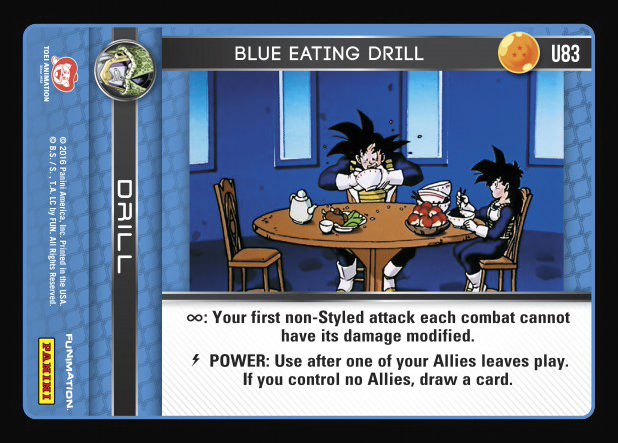 BLUE EATING DRILL
U83
DRILL
∞: Your first non-Styled attack each combat cannot
have its damage modified.
⚡ POWER: Use after one of your Allies leaves play.
If you control no Allies, draw a card.
TOEI ANIMATION
© 2016 Panini America, Inc. Printed in the USA.
© B.S./ S., T.A. LC by FUN. All Rights Reserved.
FUNIMATION
PANINI